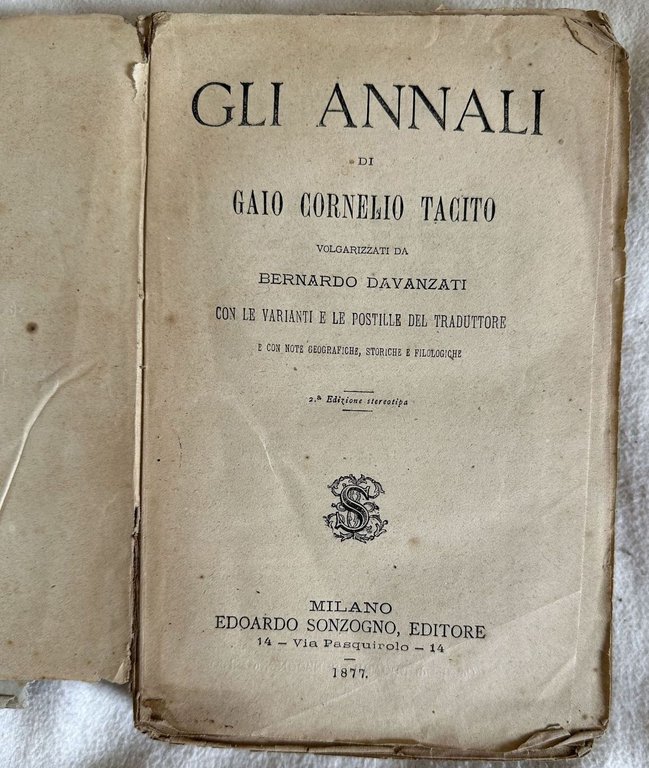 GLI ANNALI
DI
GAIO CORNELIO TACITO
VOLGARIZZATI DA
BERNARDO DAVANZATI
CON LE VARIANTI E LE POSTILLE DEL TRADUTTORE
E CON NOTE GEOGRAFICHE, STORICHE E FILOLOGICHE
2.ª Edizione stereotipa
S
MILANO
EDOARDO SONZOGNO, EDITORE
14 — Via Pasquirolo — 14
1877.